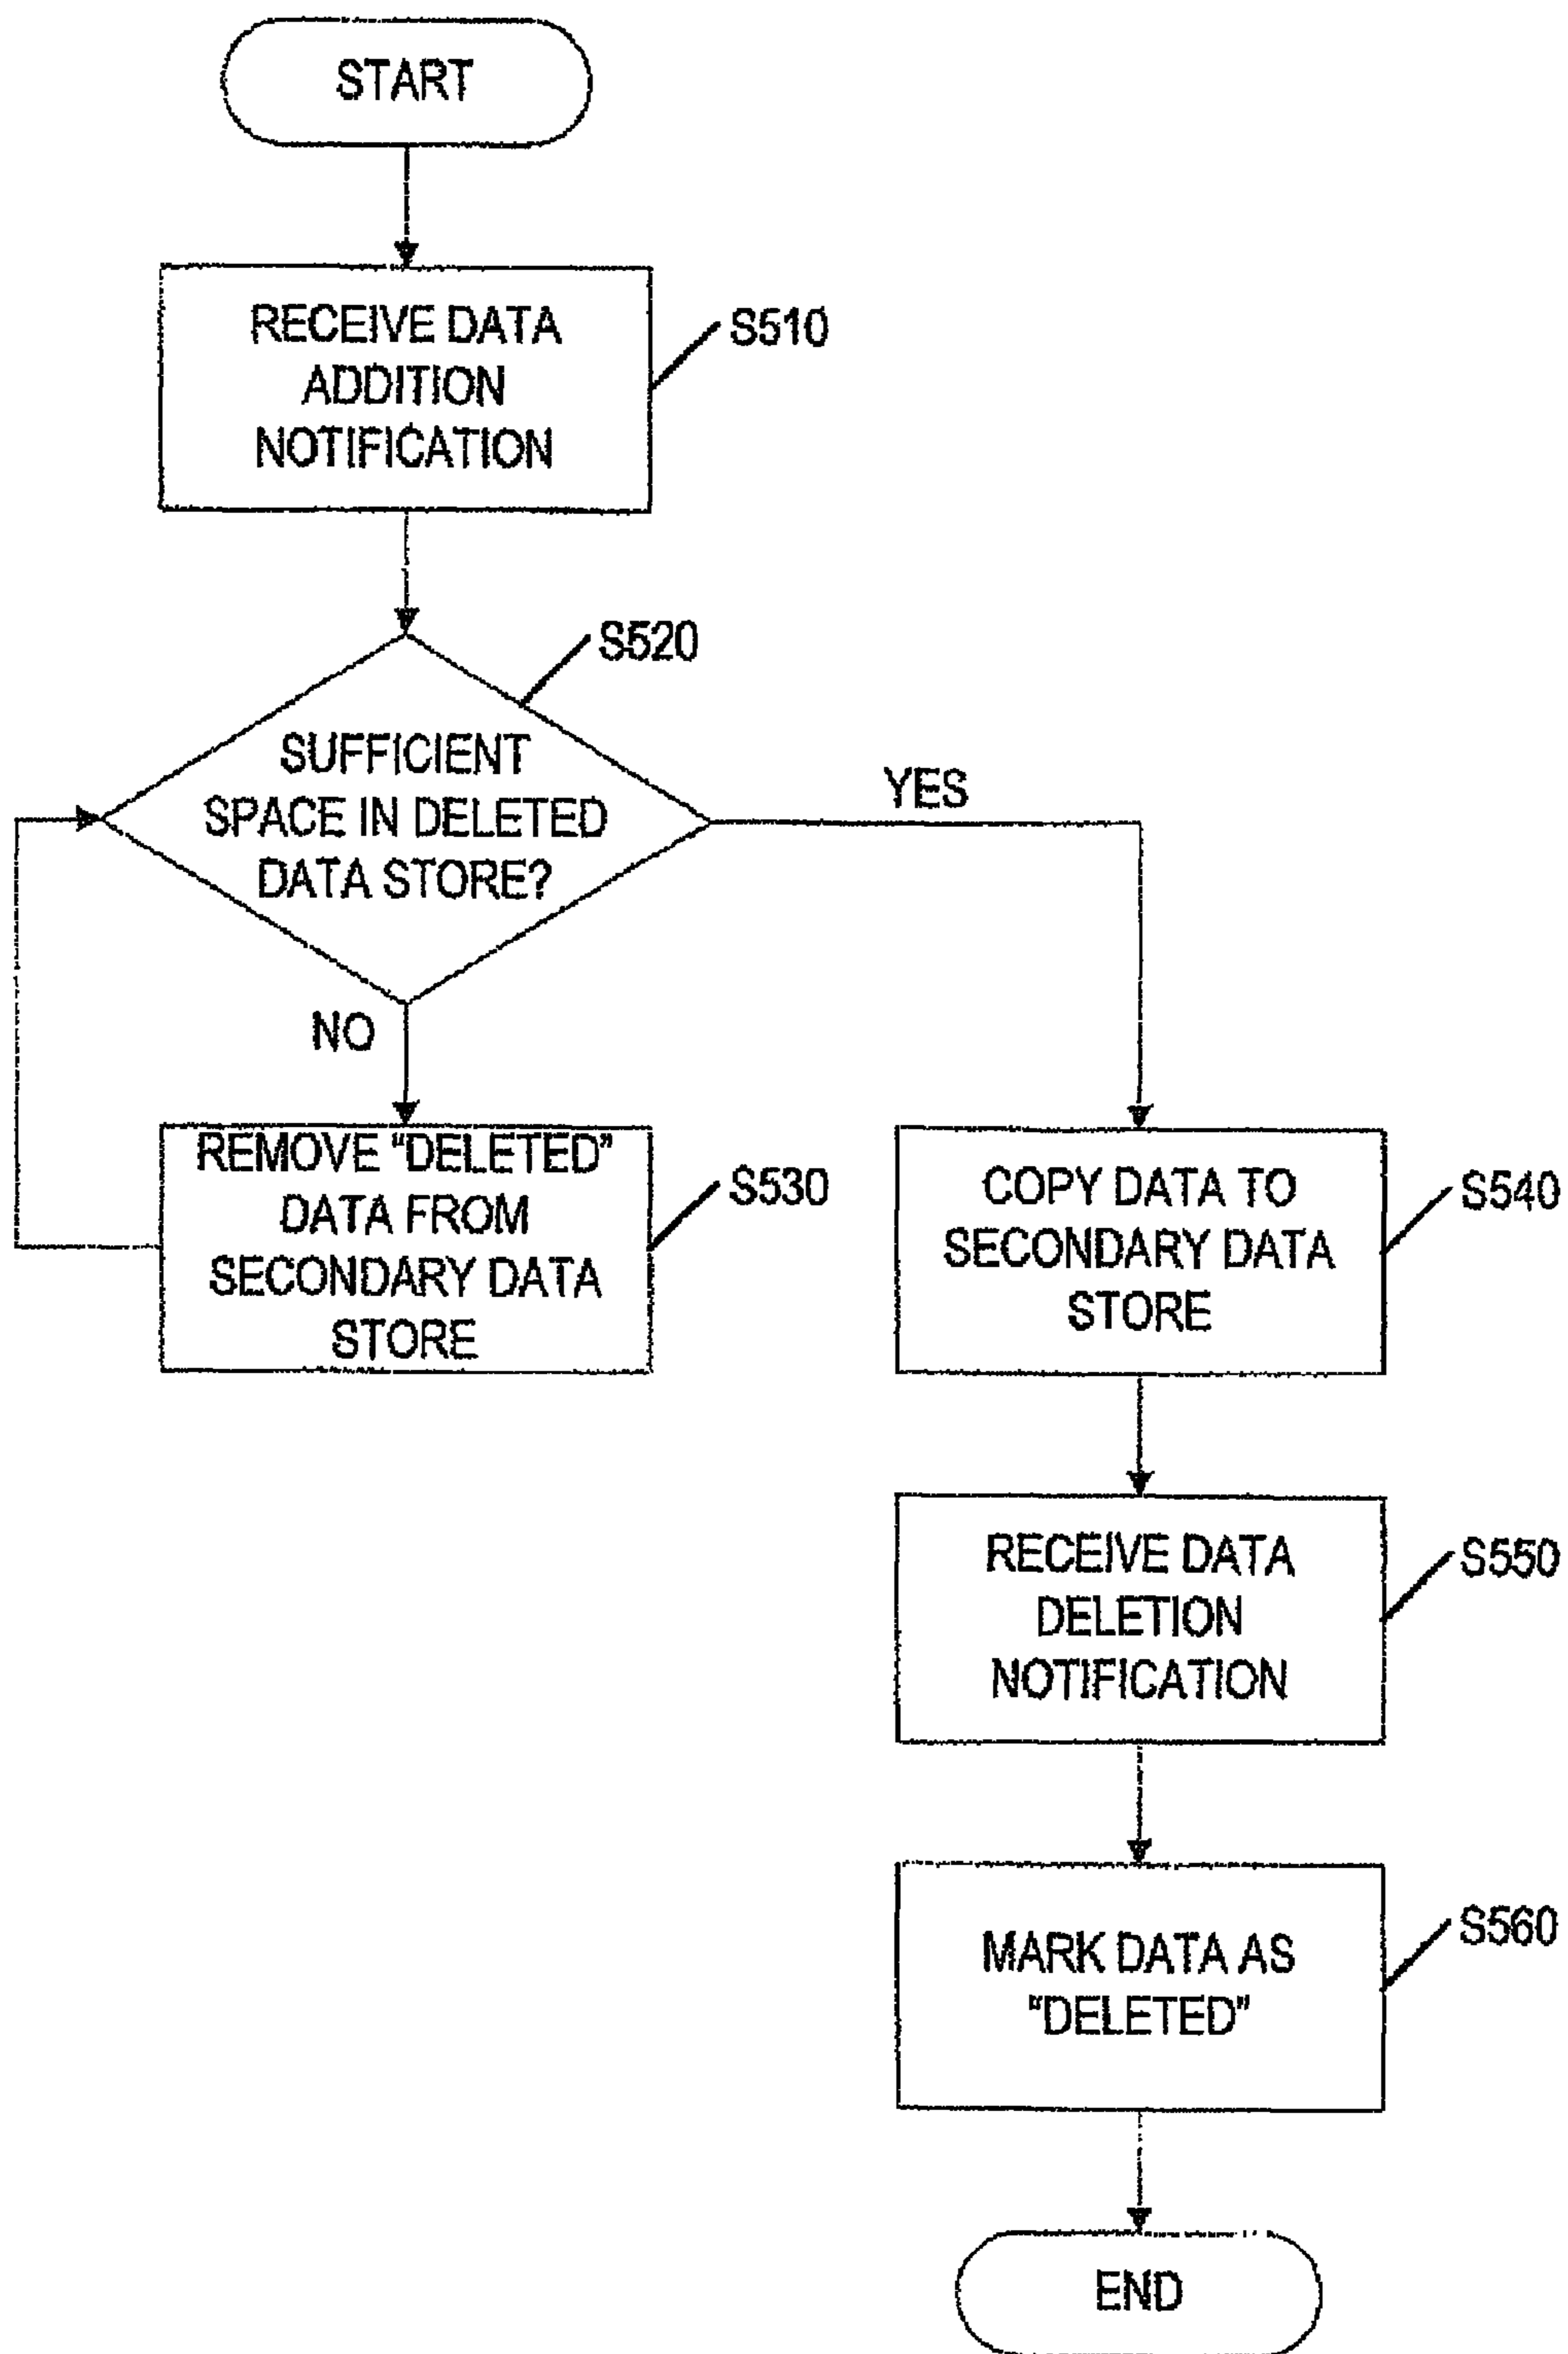 START
RECEIVE DATA
ADDITION
NOTIFICATION
S510
S520
SUFFICIENT
SPACE IN DELETED
DATA STORE?
YES
NO
REMOVE "DELETED"
DATA FROM
SECONDARY DATA
STORE
S530
COPY DATA TO
SECONDARY DATA
STORE
S540
RECEIVE DATA
DELETION
NOTIFICATION
S550
MARK DATA AS
"DELETED"
S560
END